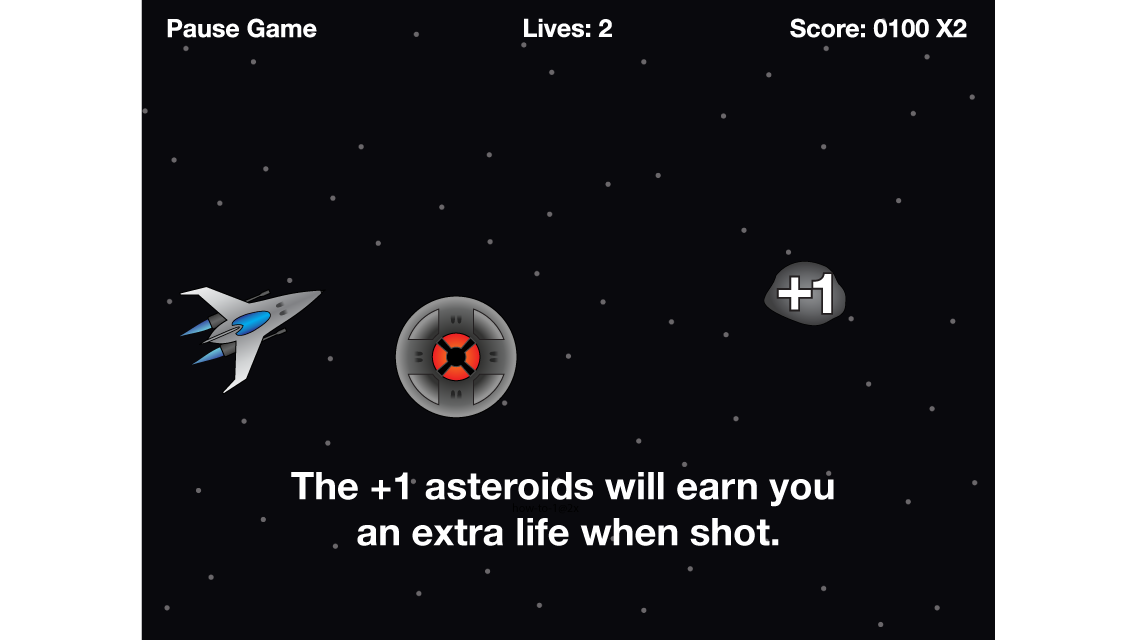 Pause Game
Lives: 2
Score: 0100 X2
+1
The +1 asteroids will earn you
an extra life when shot.